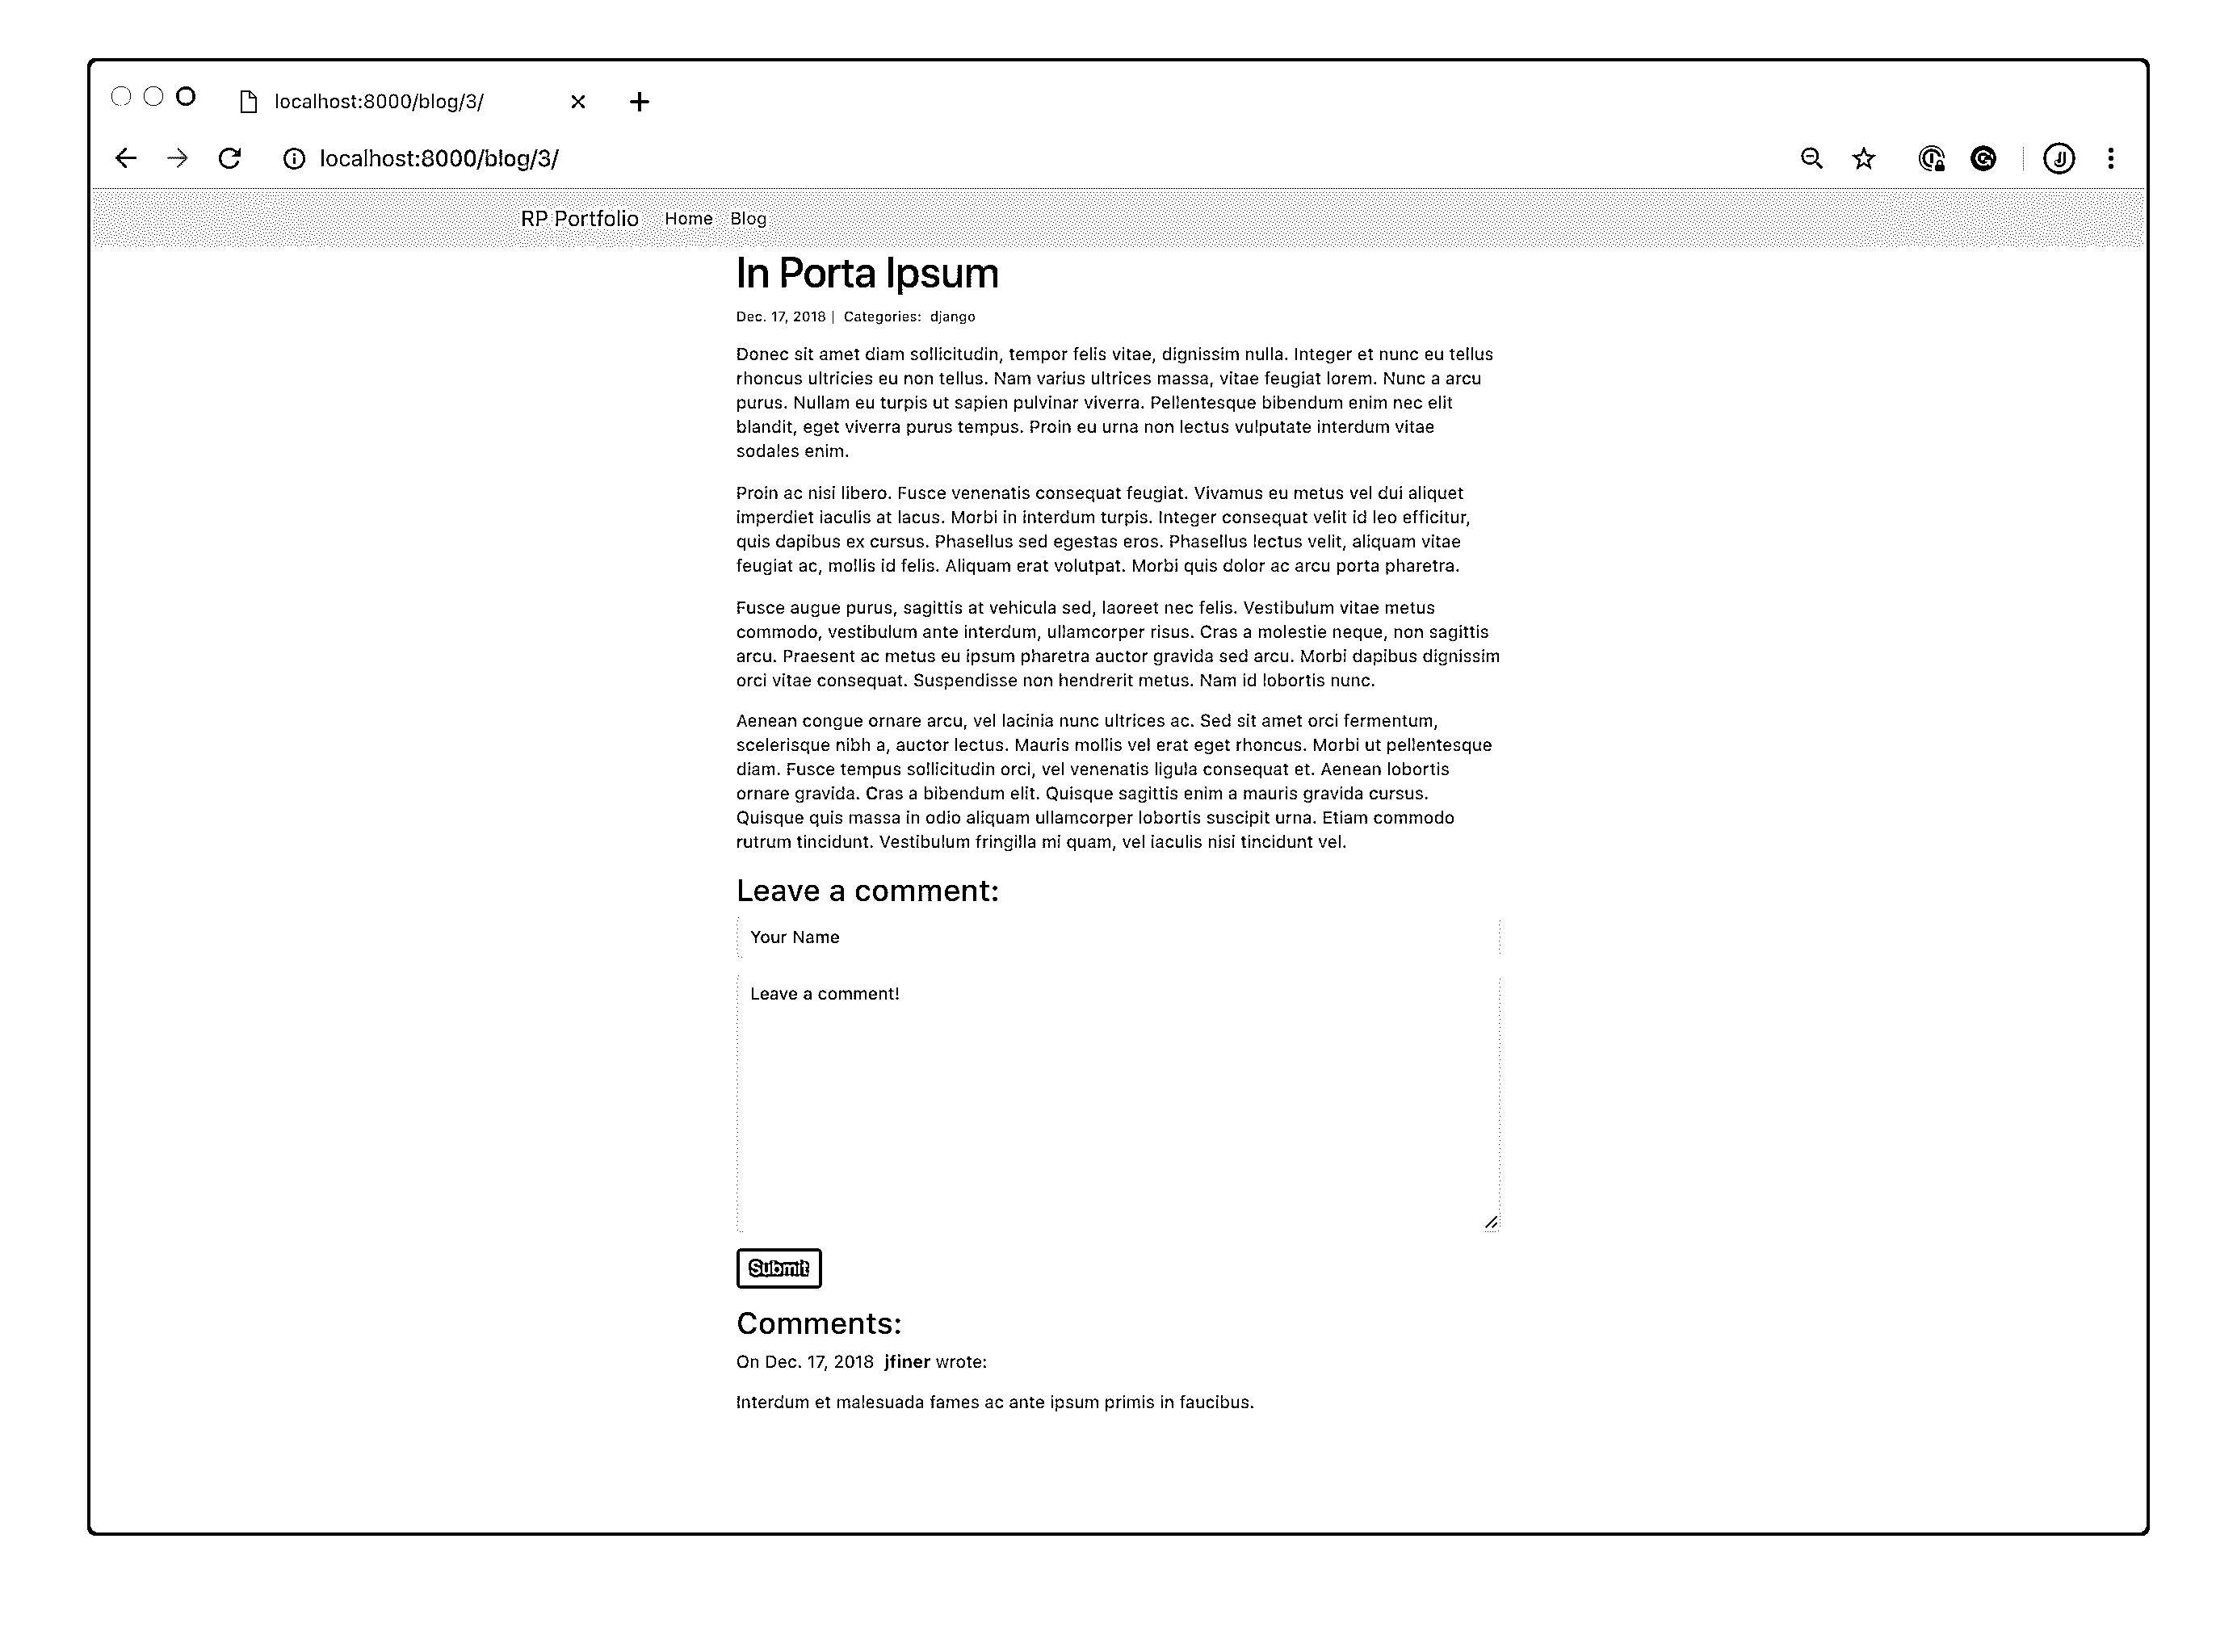 localhost:8000/blog/3/
localhost:8000/blog/3/
RP Portfolio Home Blog
In Porta Ipsum
Dec. 17, 2018 | Categories: django
Donec sit amet diam sollicitudin, tempor felis vitae, dignissim nulla. Integer et nunc eu tellus
rhoncus ultricies eu non tellus. Nam varius ultrices massa, vitae feugiat lorem. Nunc a arcu
purus. Nullam eu turpis ut sapien pulvinar viverra. Pellentesque bibendum enim nec elit
blandit, eget viverra purus tempus. Proin eu urna non lectus vulputate interdum vitae
sodales enim.
Proin ac nisi libero. Fusce venenatis consequat feugiat. Vivamus eu metus vel dui aliquet
imperdiet iaculis at lacus. Morbi in interdum turpis. Integer consequat velit id leo efficitur,
quis dapibus ex cursus. Phasellus sed egestas eros. Phasellus lectus velit, aliquam vitae
feugiat ac, mollis id felis. Aliquam erat volutpat. Morbi quis dolor ac arcu porta pharetra.
Fusce augue purus, sagittis at vehicula sed, laoreet nec felis. Vestibulum vitae metus
commodo, vestibulum ante interdum, ullamcorper risus. Cras a molestie neque, non sagittis
arcu. Praesent ac metus eu ipsum pharetra auctor gravida sed arcu. Morbi dapibus dignissim
orci vitae consequat. Suspendisse non hendrerit metus. Nam id lobortis nunc.
Aenean congue ornare arcu, vel lacinia nunc ultrices ac. Sed sit amet orci fermentum,
scelerisque nibh a, auctor lectus. Mauris mollis vel erat eget rhoncus. Morbi ut pellentesque
diam. Fusce tempus sollicitudin orci, vel venenatis ligula consequat et. Aenean lobortis
ornare gravida. Cras a bibendum elit. Quisque sagittis enim a mauris gravida cursus.
Quisque quis massa in odio aliquam ullamcorper lobortis suscipit urna. Etiam commodo
rutrum tincidunt. Vestibulum fringilla mi quam, vel iaculis nisi tincidunt vel.
Leave a comment:
Your Name
Leave a comment!
Submit
Comments:
On Dec. 17, 2018 jfiner wrote:
Interdum et malesuada fames ac ante ipsum primis in faucibus.